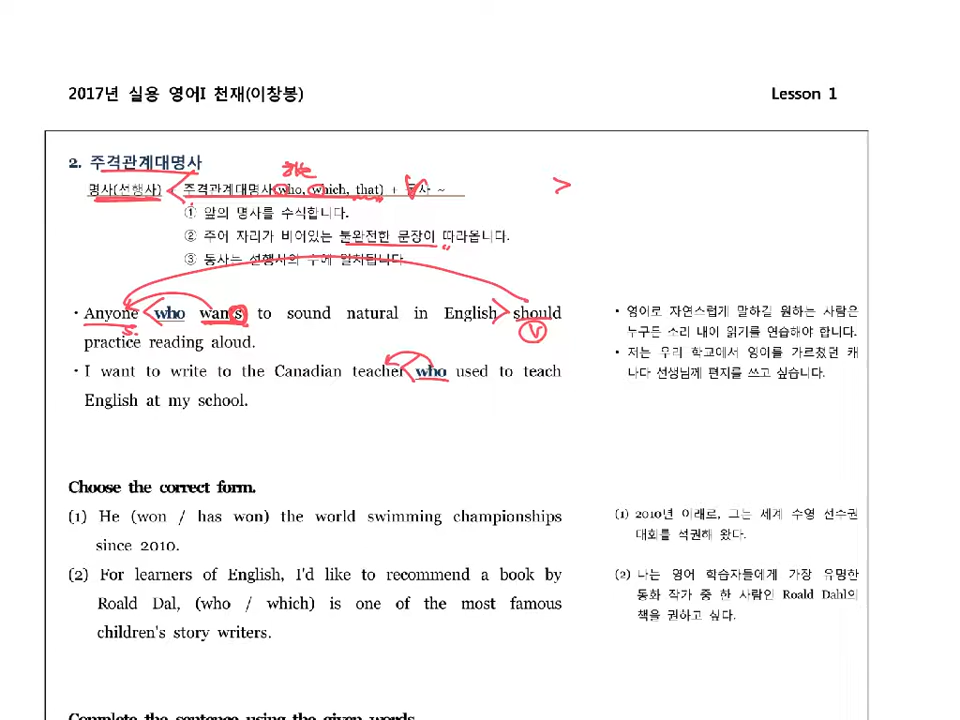 2017년 실용 영어I 천재(이창봉)
Lesson 1
2. 주격관계대명사
명사(선행사) 주격관계대명사(who, which, that) + 동사 ~
① 앞의 명사를 수식합니다.
② 주어 자리가 비어있는 불완전한 문장이 따라옵니다.
③ 동사는 선행사의 수에 일치됩니다.
· Anyone who wants to sound natural in English should
s.
V
practice reading aloud.
· I want to write to the Canadian teacher who used to teach
English at my school.
• 영어로 자연스럽게 말하길 원하는 사람은
누구든 소리 내어 읽기를 연습해야 합니다.
• 저는 우리 학교에서 영어를 가르쳤던 캐
나다 선생님께 편지를 쓰고 싶습니다.
Choose the correct form.
(1) He (won / has won) the world swimming championships
since 2010.
(2) For learners of English, I'd like to recommend a book by
Roald Dal, (who / which) is one of the most famous
children's story writers.
(1) 2010년 이래로, 그는 세계 수영 선수권
대회를 석권해 왔다.
(2) 나는 영어 학습자들에게 가장 유명한
동화 작가 중 한 사람인 Roald Dahl의
책을 권하고 싶다.
Complete the sentence using the given words.